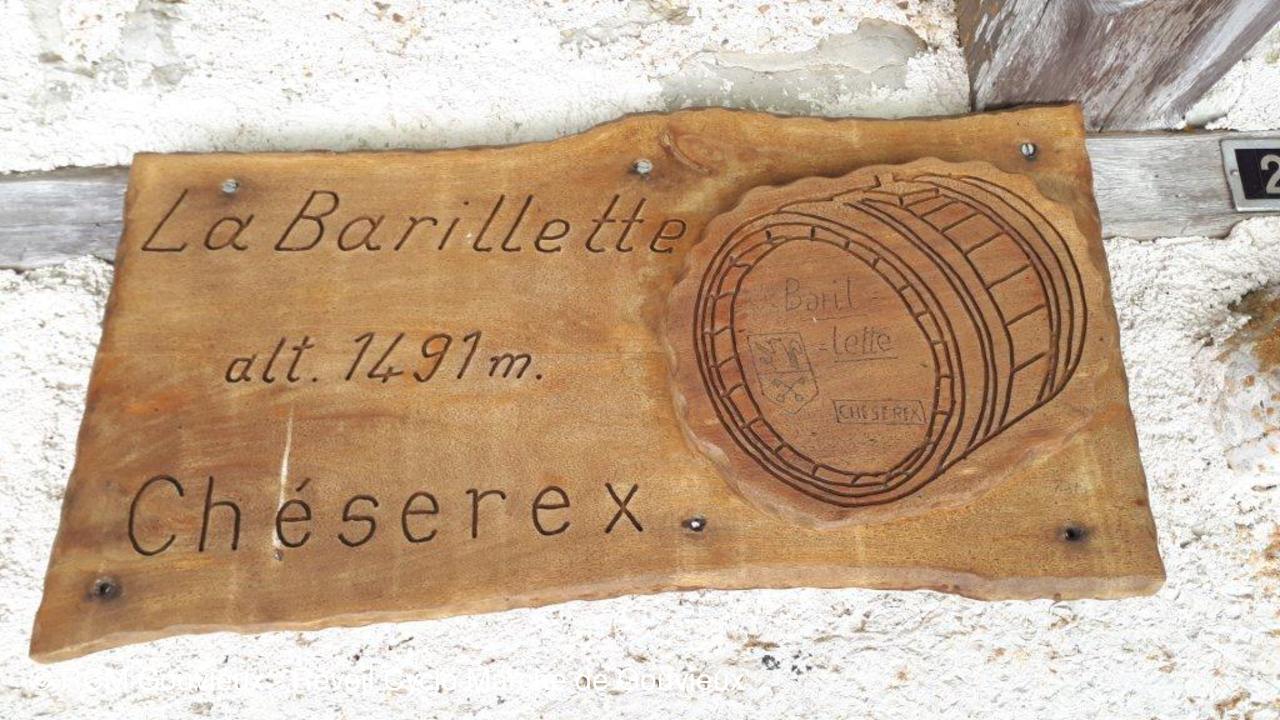 La Barillette
alt. 1491 m.
Chéserex
Baril=
=lette
CHESEREX
2